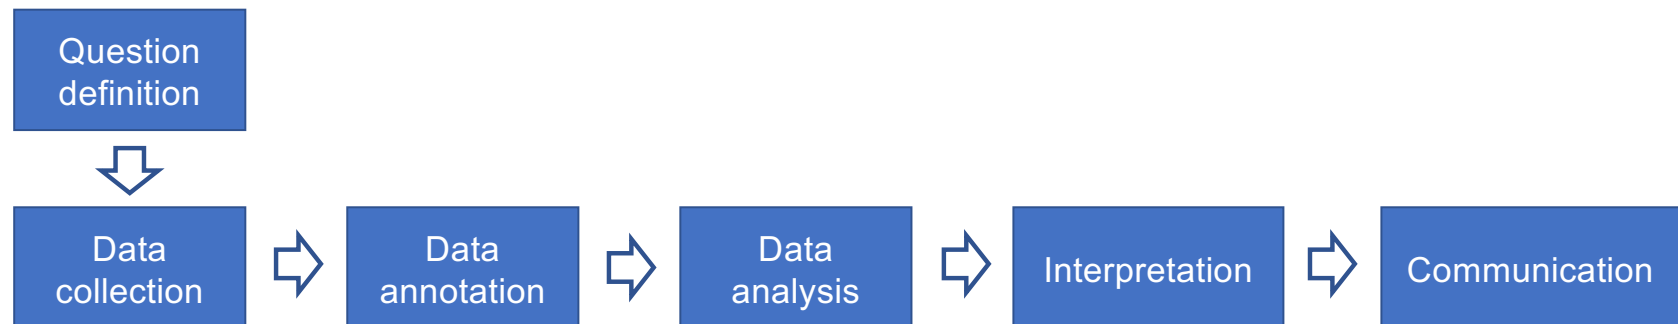 Question
definition
Data
collection
Data
annotation
Data
analysis
Interpretation
Communication